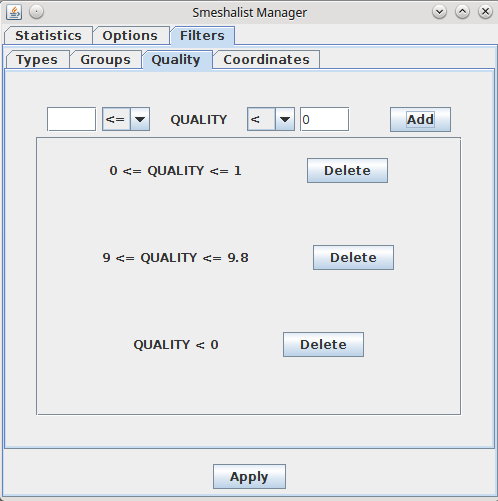 Smeshalist Manager
Statistics Options Filters
Types Groups Quality Coordinates
<= QUALITY < 0 Add
0 <= QUALITY <= 1 Delete
9 <= QUALITY <= 9.8 Delete
QUALITY < 0 Delete
Apply